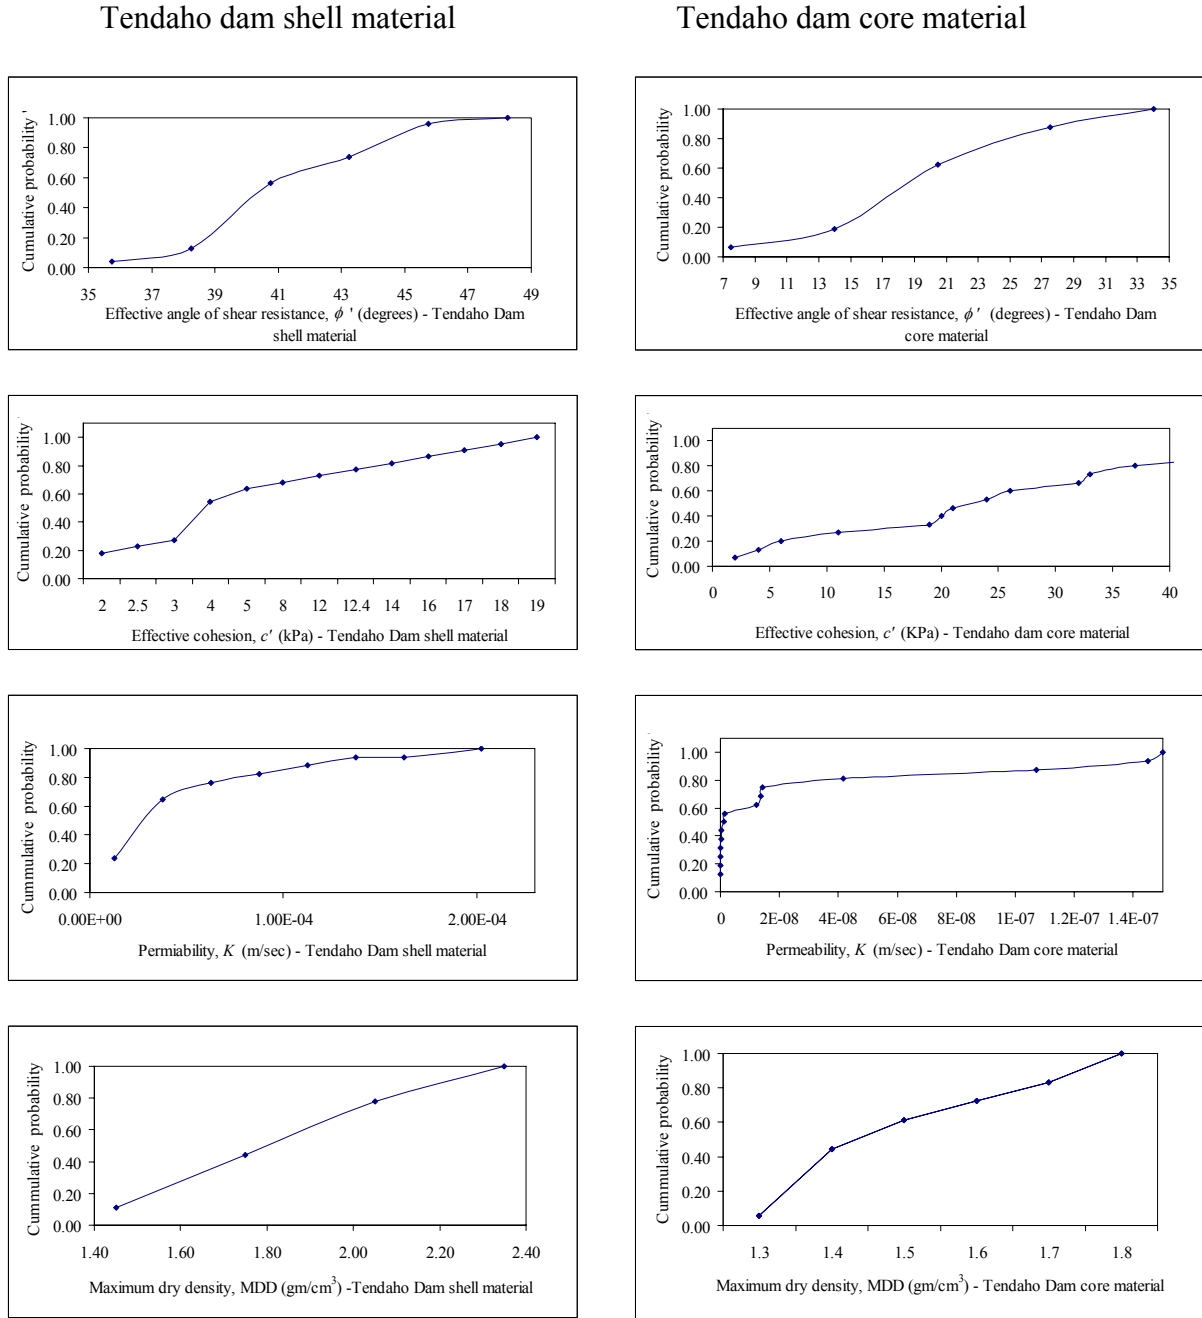 Tendaho dam shell material
Tendaho dam core material
Cumulative probability '
1.00
0.80
0.60
0.40
0.20
0.00
35 37 39 41 43 45 47 49
Effective angle of shear resistance, ϕ ' (degrees) - Tendaho Dam
shell material
Cumulative probability
1.00
0.80
0.60
0.40
0.20
0.00
7 9 11 13 15 17 19 21 23 25 27 29 31 33 35
Effective angle of shear resistance, ϕ′ (degrees) - Tendaho Dam
core material
Cumulative probability
1.00
0.80
0.60
0.40
0.20
0.00
2 2.5 3 4 5 8 12 12.4 14 16 17 18 19
Effective cohesion, c′ (kPa) - Tendaho Dam shell material
Cumulative probability
1.00
0.80
0.60
0.40
0.20
0.00
0 5 10 15 20 25 30 35 40
Effective cohesion, c′ (KPa) - Tendaho dam core material
Cummulative probability
1.00
0.80
0.60
0.40
0.20
0.00
0.00E+00 1.00E-04 2.00E-04
Permiability, K (m/sec) - Tendaho Dam shell material
Cumulative probability
1.00
0.80
0.60
0.40
0.20
0.00
0 2E-08 4E-08 6E-08 8E-08 1E-07 1.2E-07 1.4E-07
Permeability, K (m/sec) - Tendaho Dam core material
Cummulative probability
1.00
0.80
0.60
0.40
0.20
0.00
1.40 1.60 1.80 2.00 2.20 2.40
Maximum dry density, MDD (gm/cm³) -Tendaho Dam shell material
Cummulative probability
1.00
0.80
0.60
0.40
0.20
0.00
1.3 1.4 1.5 1.6 1.7 1.8
Maximum dry density, MDD (gm/cm³) - Tendaho Dam core material